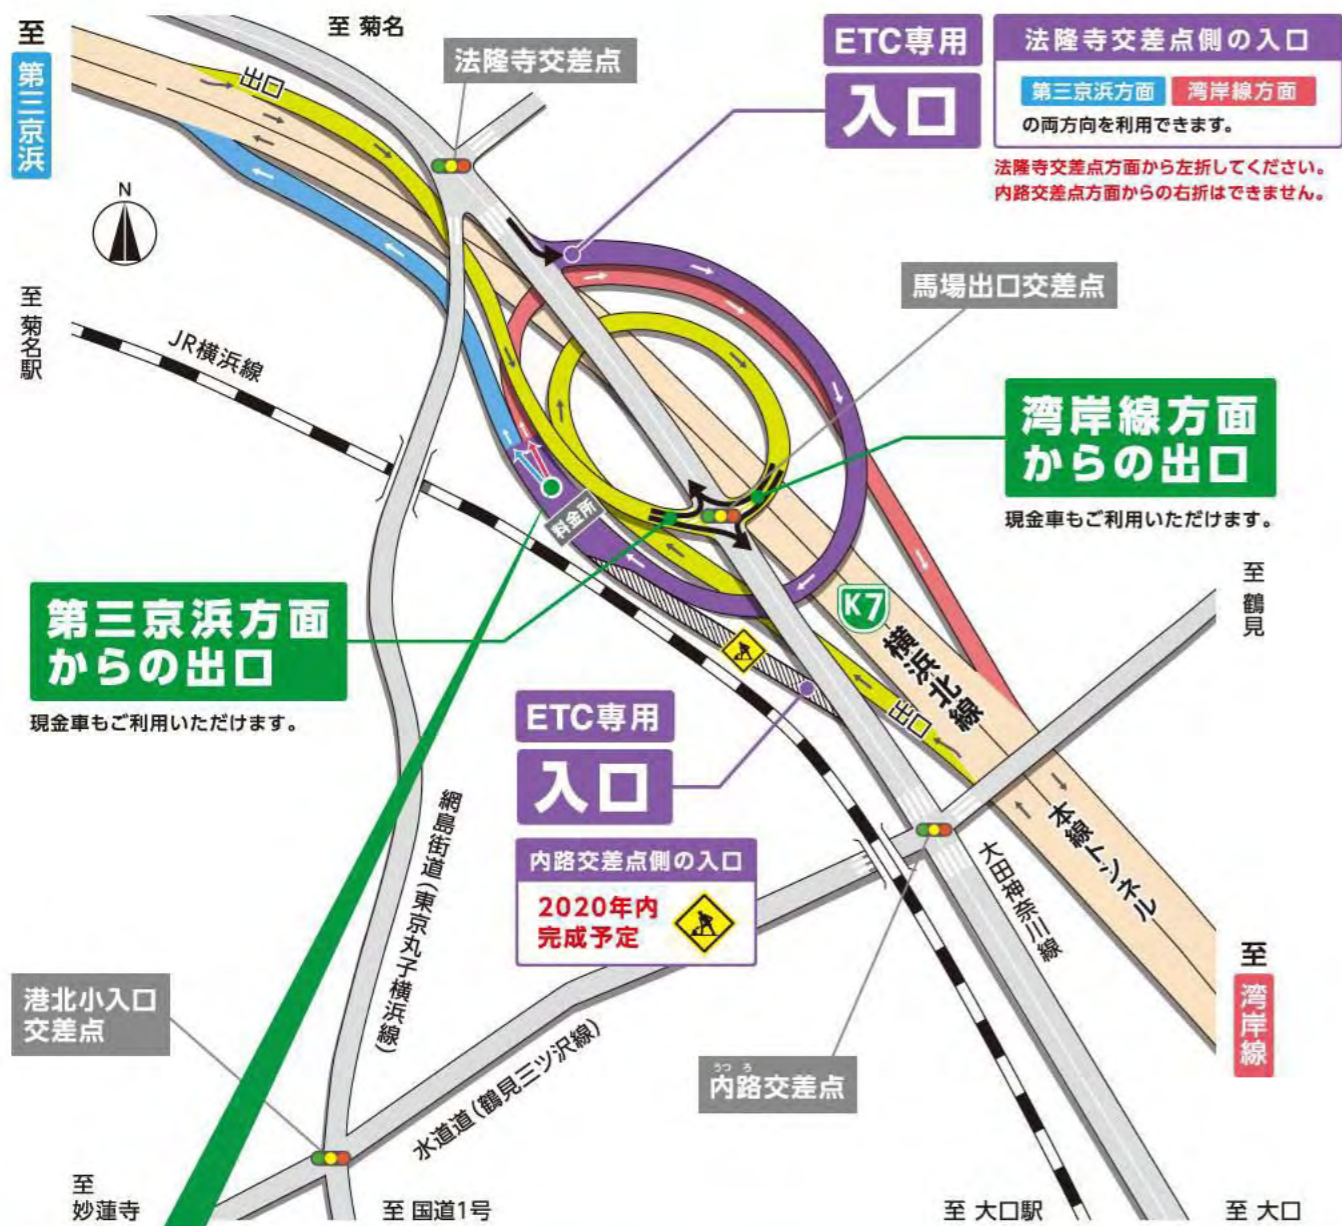 至
第三京浜
至 菊名
法隆寺交差点
出口
ETC専用
入口
法隆寺交差点側の入口
第三京浜方面 湾岸線方面
の両方向を利用できます。
法隆寺交差点方面から左折してください。
内路交差点方面からの右折はできません。
N
至 菊名駅
JR横浜線
馬場出口交差点
湾岸線方面
からの出口
現金車もご利用いただけます。
料金所
第三京浜方面
からの出口
現金車もご利用いただけます。
K7
横浜北線
至 鶴見
出口
ETC専用
入口
内路交差点側の入口
2020年内
完成予定
本線トンネル
大田神奈川線
綱島街道(東京丸子横浜線)
至
湾岸線
港北小入口
交差点
水道道(鶴見三ツ沢線)
うつ ろ
内路交差点
至
妙蓮寺
至 国道1号
至 大口駅
至 大口